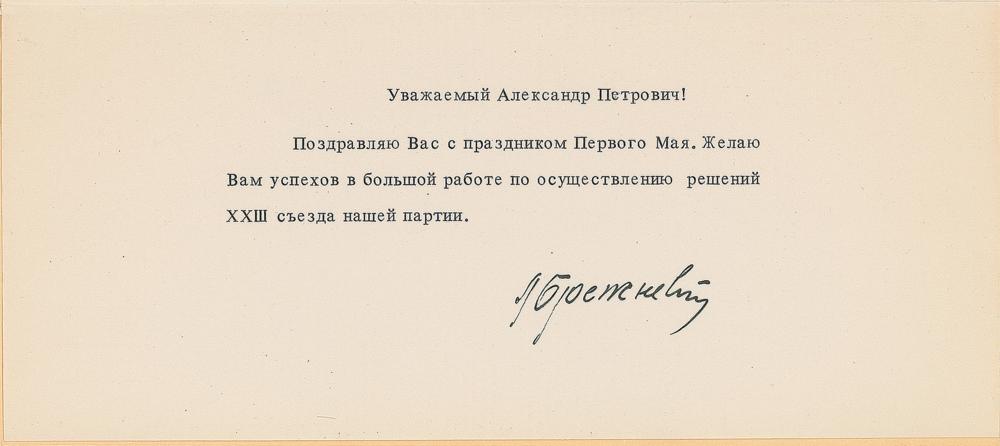 Уважаемый Александр Петрович!
Поздравляю Вас с праздником Первого Мая. Желаю
Вам успехов в большой работе по осуществлению решений
XXIII съезда нашей партии.
Л Брежнев